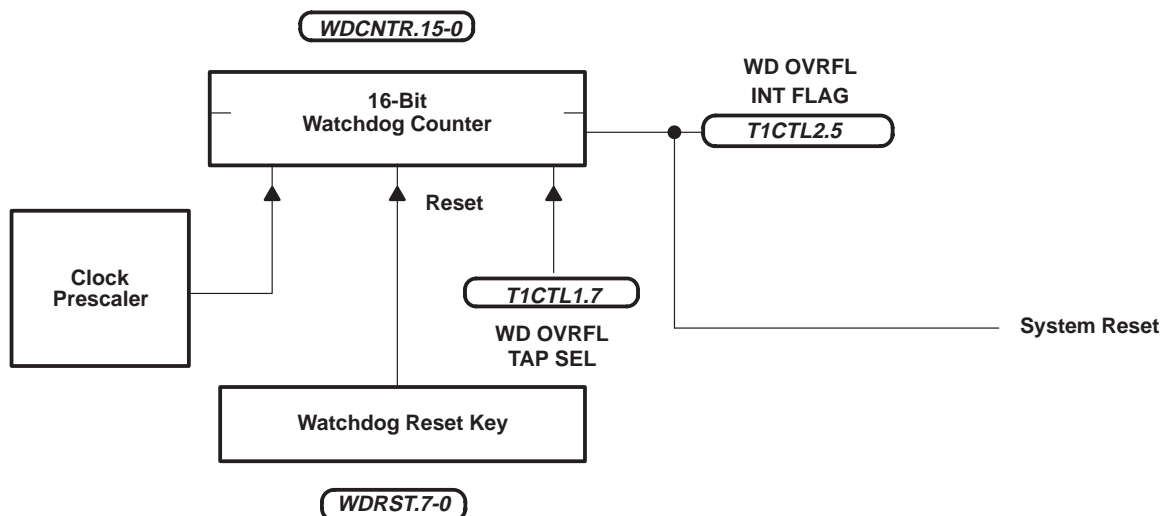 WDCNTR.15-0
16-Bit
Watchdog Counter
WD OVRFL
INT FLAG
T1CTL2.5
Reset
Clock
Prescaler
T1CTL1.7
WD OVRFL
TAP SEL
System Reset
Watchdog Reset Key
WDRST.7-0